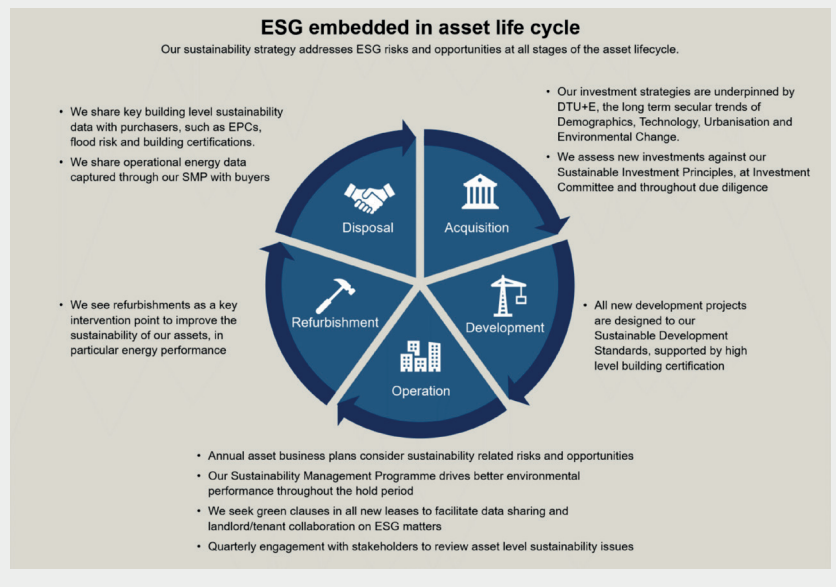 ESG embedded in asset life cycle
Our sustainability strategy addresses ESG risks and opportunities at all stages of the asset lifecycle.
• We share key building level sustainability
data with purchasers, such as EPCs,
flood risk and building certifications.
• We share operational energy data
captured through our SMP with buyers
• Our investment strategies are underpinned by
DTU+E, the long term secular trends of
Demographics, Technology, Urbanisation and
Environmental Change.
• We assess new investments against our
Sustainable Investment Principles, at Investment
Committee and throughout due diligence
Disposal
Acquisition
• We see refurbishments as a key
intervention point to improve the
sustainability of our assets, in
particular energy performance
Refurbishment
Development
• All new development projects
are designed to our
Sustainable Development
Standards, supported by high
level building certification
Operation
• Annual asset business plans consider sustainability related risks and opportunities
• Our Sustainability Management Programme drives better environmental
performance throughout the hold period
• We seek green clauses in all new leases to facilitate data sharing and
landlord/tenant collaboration on ESG matters
• Quarterly engagement with stakeholders to review asset level sustainability issues